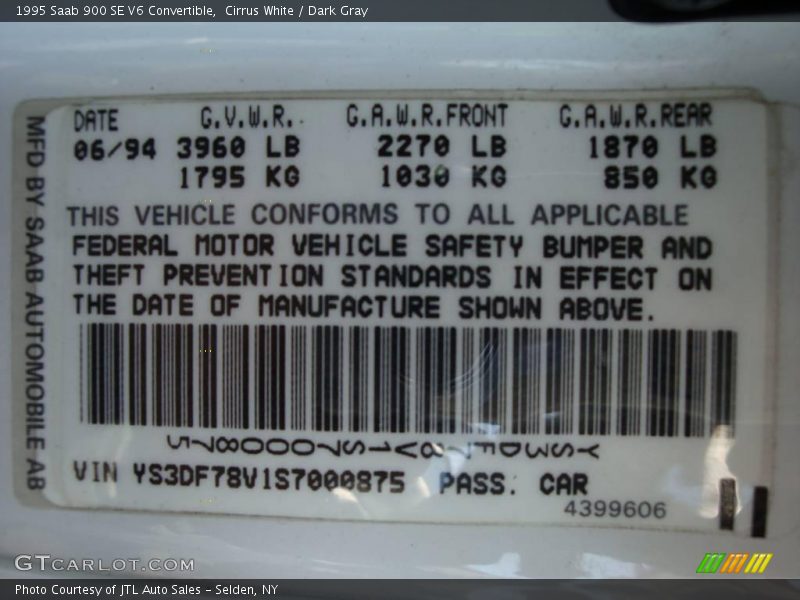 1995 Saab 900 SE V6 Convertible,  Cirrus White / Dark Gray
MFD BY SAAB AUTOMOBILE AB
DATE G.V.W.R. G.A.W.R.FRONT G.A.W.R.REAR
06/94 3960 LB 2270 LB 1870 LB
1795 KG 1030 KG 850 KG
THIS VEHICLE CONFORMS TO ALL APPLICABLE
FEDERAL MOTOR VEHICLE SAFETY BUMPER AND
THEFT PREVENTION STANDARDS IN EFFECT ON
THE DATE OF MANUFACTURE SHOWN ABOVE.
YS3DF78V1S7000875
VIN YS3DF78V1S7000875 PASS. CAR
4399606
GTCARLOT.COM
Photo Courtesy of JTL Auto Sales - Selden, NY